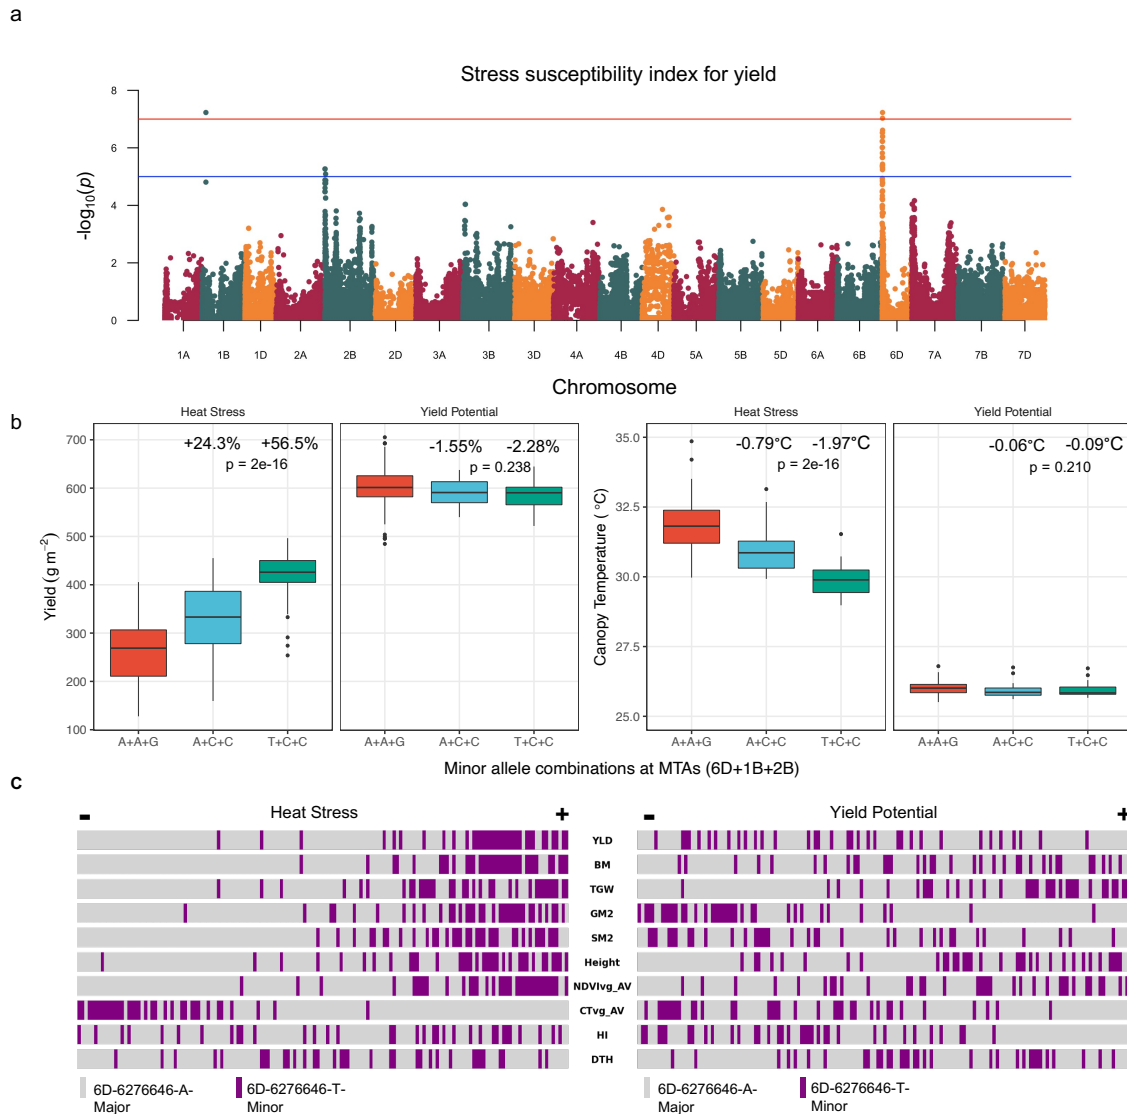 a
Stress susceptibility index for yield
8
6
4
2
0
-log10(p)
1A 1B 1D 2A 2B 2D 3A 3B 3D 4A 4B 4D 5A 5B 5D 6A 6B 6D 7A 7B 7D
Chromosome
b
Heat Stress Yield Potential Heat Stress Yield Potential
+24.3% +56.5% -1.55% -2.28% -0.79°C -1.97°C -0.06°C -0.09°C
p = 2e-16 p = 0.238 p = 2e-16 p = 0.210
700
600
500
400
300
200
100
Yield (g m−2)
35.0
32.5
30.0
27.5
25.0
Canopy Temperature ( °C)
A+A+G A+C+C T+C+C A+A+G A+C+C T+C+C A+A+G A+C+C T+C+C A+A+G A+C+C T+C+C
Minor allele combinations at MTAs (6D+1B+2B)
c
- Heat Stress + - Yield Potential +
YLD
BM
TGW
GM2
SM2
Height
NDVIvg_AV
CTvg_AV
HI
DTH
6D-6276646-A- 6D-6276646-T- 6D-6276646-A- 6D-6276646-T-
Major Minor Major Minor